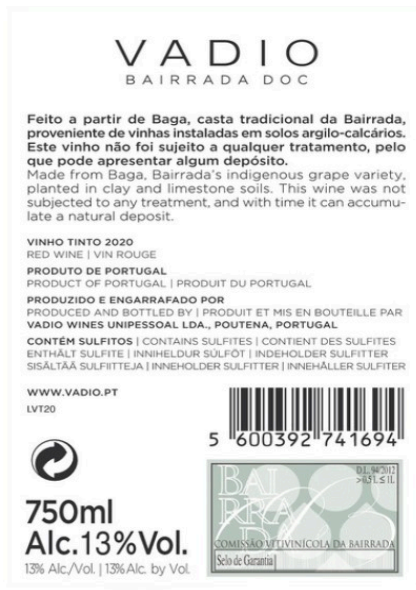 VADIO
BAIRRADA DOC
Feito a partir de Baga, casta tradicional da Bairrada,
proveniente de vinhas instaladas em solos argilo-calcários.
Este vinho não foi sujeito a qualquer tratamento, pelo
que pode apresentar algum depósito.
Made from Baga, Bairrada's indigenous grape variety,
planted in clay and limestone soils. This wine was not
subjected to any treatment, and with time it can accumu-
late a natural deposit.
VINHO TINTO 2020
RED WINE | VIN ROUGE
PRODUTO DE PORTUGAL
PRODUCT OF PORTUGAL | PRODUIT DU PORTUGAL
PRODUZIDO E ENGARRAFADO POR
PRODUCED AND BOTTLED BY | PRODUIT ET MIS EN BOUTEILLE PAR
VADIO WINES UNIPESSOAL LDA., POUTENA, PORTUGAL
CONTÉM SULFITOS | CONTAINS SULFITES | CONTIENT DES SULFITES
ENTHÄLT SULFITE | INNIHELDUR SÚLFÖT | INDEHOLDER SULFITTER
SISÄLTÄÄ SULFIITTEJA | INNEHOLDER SULFITTER | INNEHÅLLER SULFITER
WWW.VADIO.PT
LVT20
5 600392 741694
750ml
Alc.13%Vol.
13% Alc./Vol. | 13% Alc. by Vol.
BAI
RRA
DA
D.L. 94/2012
>0.5L ≤ 1L
COMISSÃO VITIVINÍCOLA DA BAIRRADA
Selo de Garantia